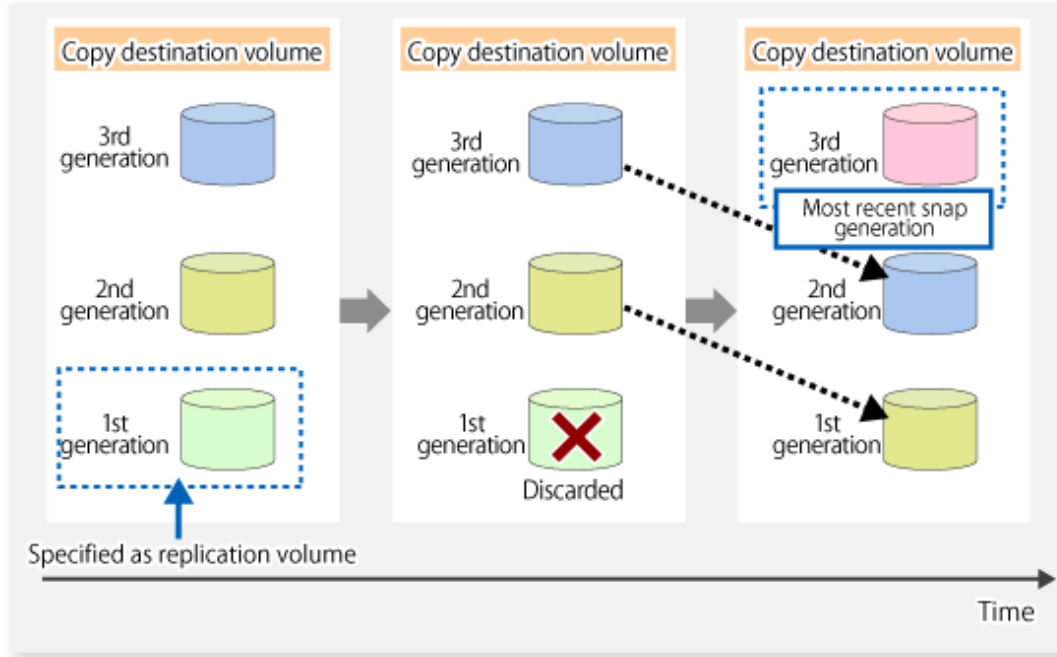 Copy destination volume
3rd
generation
2nd
generation
1st
generation
Specified as replication volume
Copy destination volume
3rd
generation
2nd
generation
1st
generation
Discarded
Copy destination volume
3rd
generation
Most recent snap
generation
2nd
generation
1st
generation
Time